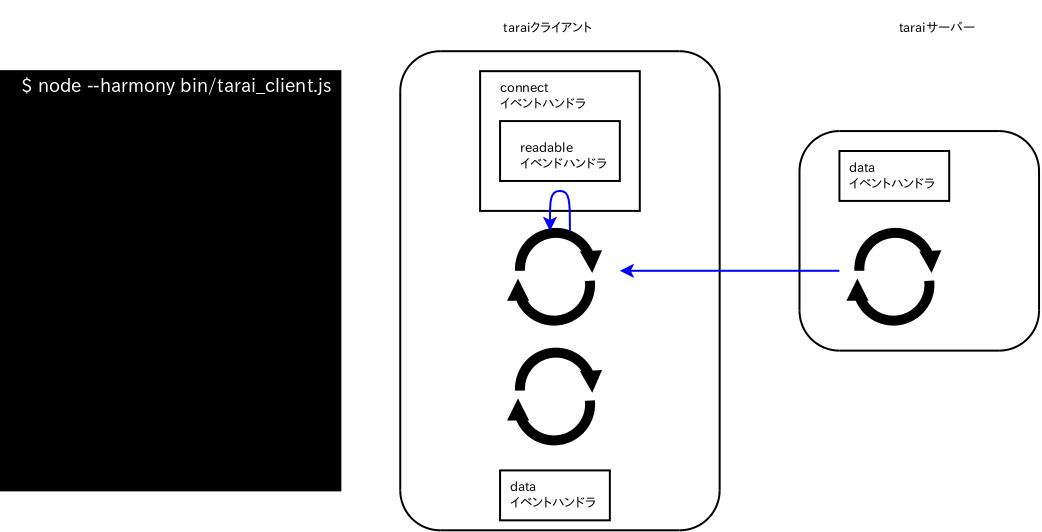 taraiクライアント
taraiサーバー
$ node --harmony bin/tarai_client.js
connect
イベントハンドラ
readable
イベンドハンドラ
data
イベントハンドラ
data
イベントハンドラ